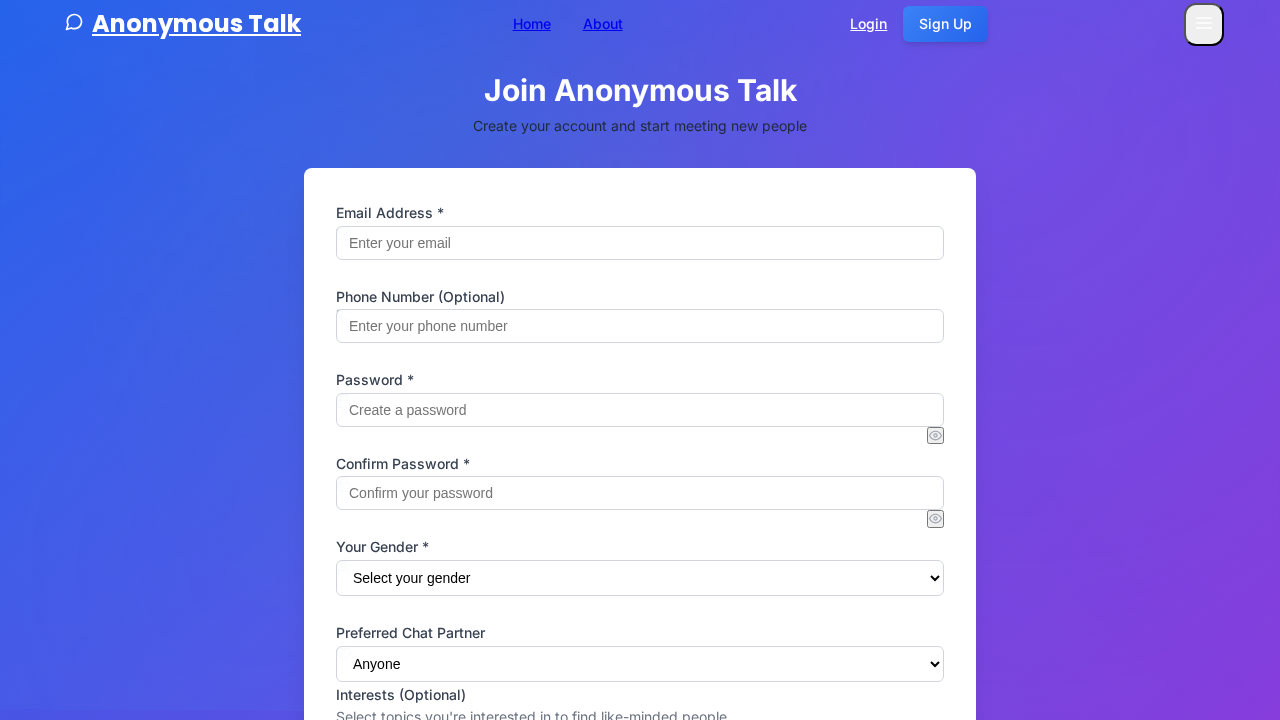 Anonymous Talk
Home
About
Login
Sign Up
Join Anonymous Talk
Create your account and start meeting new people
Email Address *
Enter your email
Phone Number (Optional)
Enter your phone number
Password *
Create a password
Confirm Password *
Confirm your password
Your Gender *
Select your gender
Preferred Chat Partner
Anyone
Interests (Optional)
Select topics you're interested in to find like-minded people